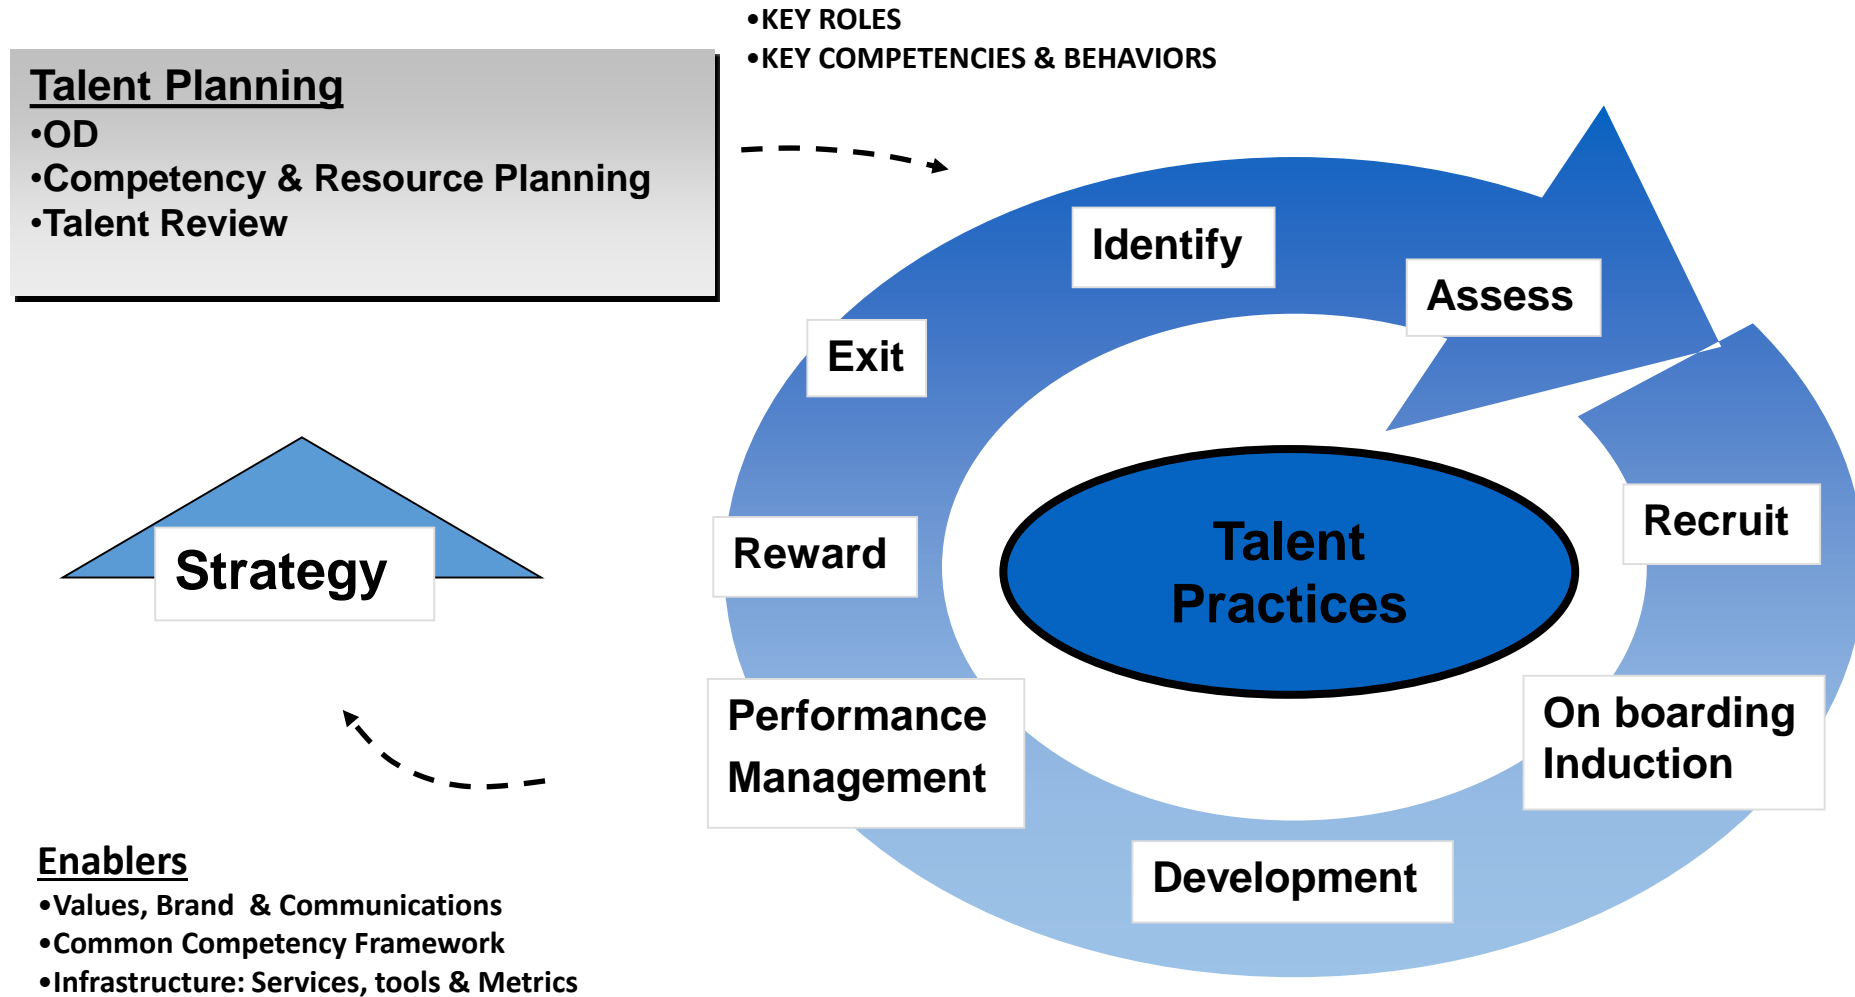 •KEY ROLES
•KEY COMPETENCIES & BEHAVIORS
Talent Planning
•OD
•Competency & Resource Planning
•Talent Review
Identify
Assess
Exit
Recruit
Reward
Talent
Practices
Strategy
Performance
Management
On boarding
Induction
Development
Enablers
•Values, Brand & Communications
•Common Competency Framework
•Infrastructure: Services, tools & Metrics